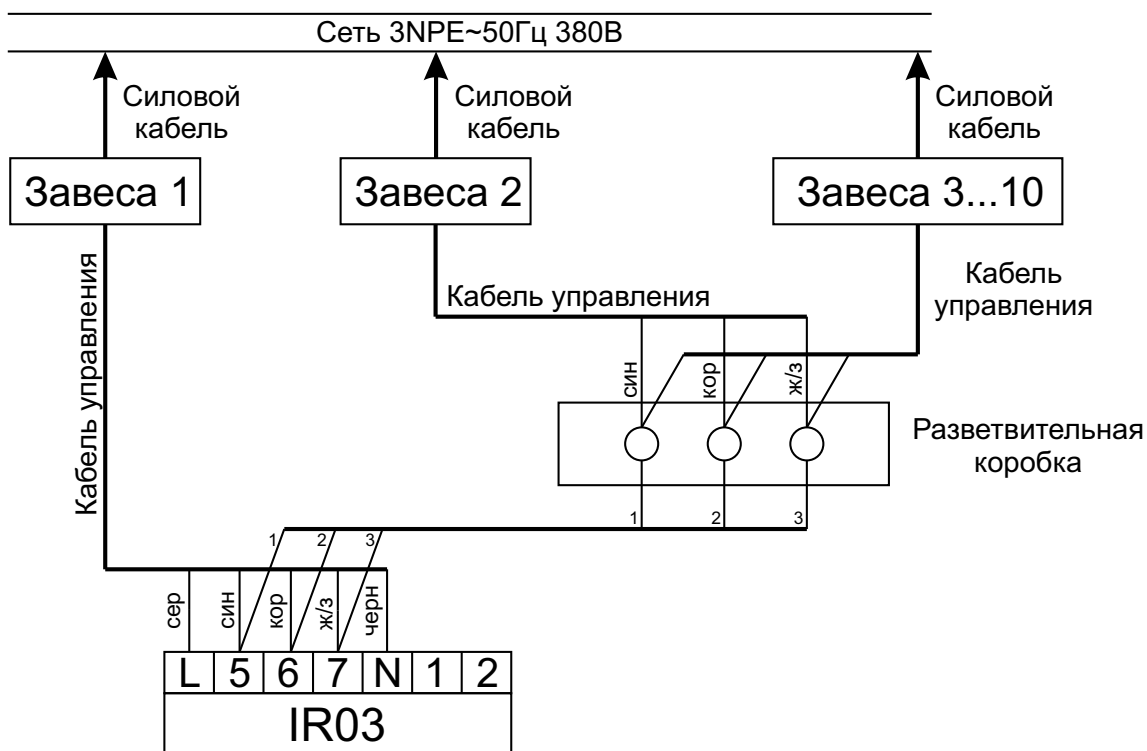 Сеть 3NPE~50Гц 380В
Силовой
кабель
Силовой
кабель
Силовой
кабель
Завеса 1
Завеса 2
Завеса 3...10
Кабель управления
Кабель управления
Кабель
управления
син
кор
ж/з
Разветвительная
коробка
1
2
3
1
2
3
сер
син
кор
ж/з
черн
L 5 6 7 N 1 2
IR03